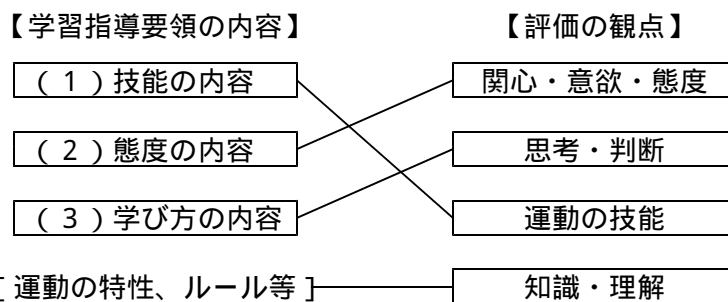 【学習指導要領の内容】 【評価の観点】
(1)技能の内容 関心・意欲・態度
(2)態度の内容 思考・判断
(3)学び方の内容 運動の技能
[運動の特性、ルール等] 知識・理解